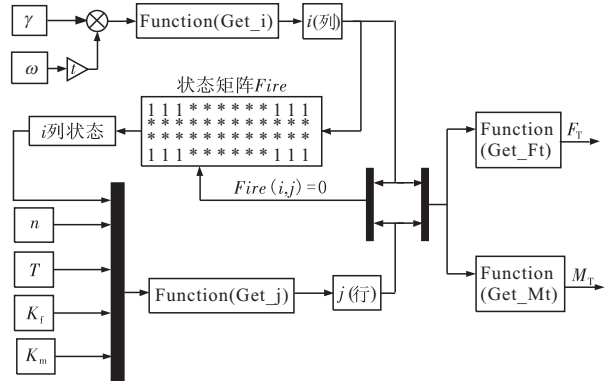 γ
Function(Get_i)
i(列)
ω
t
状态矩阵Fire
1 1 1 * * * * * * 1 1 1
* * * * * * * * * * * *
* * * * * * * * * * * *
1 1 1 * * * * * * 1 1 1
i列状态
Fire(i,j)=0
Function
(Get_Ft)
F_T
n
T
Function(Get_j)
j(行)
Function
(Get_Mt)
M_T
K_f
K_m